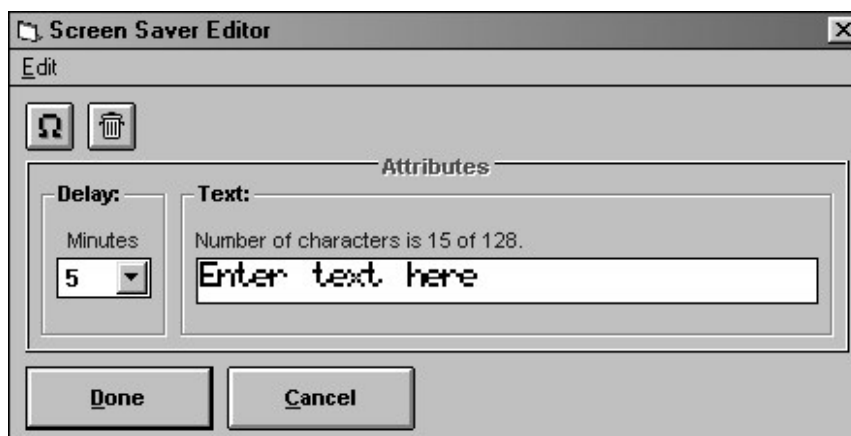 Screen Saver Editor
Edit
Ω
Attributes
Delay:
Text:
Minutes
Number of characters is 15 of 128.
5
Enter text here
Done
Cancel